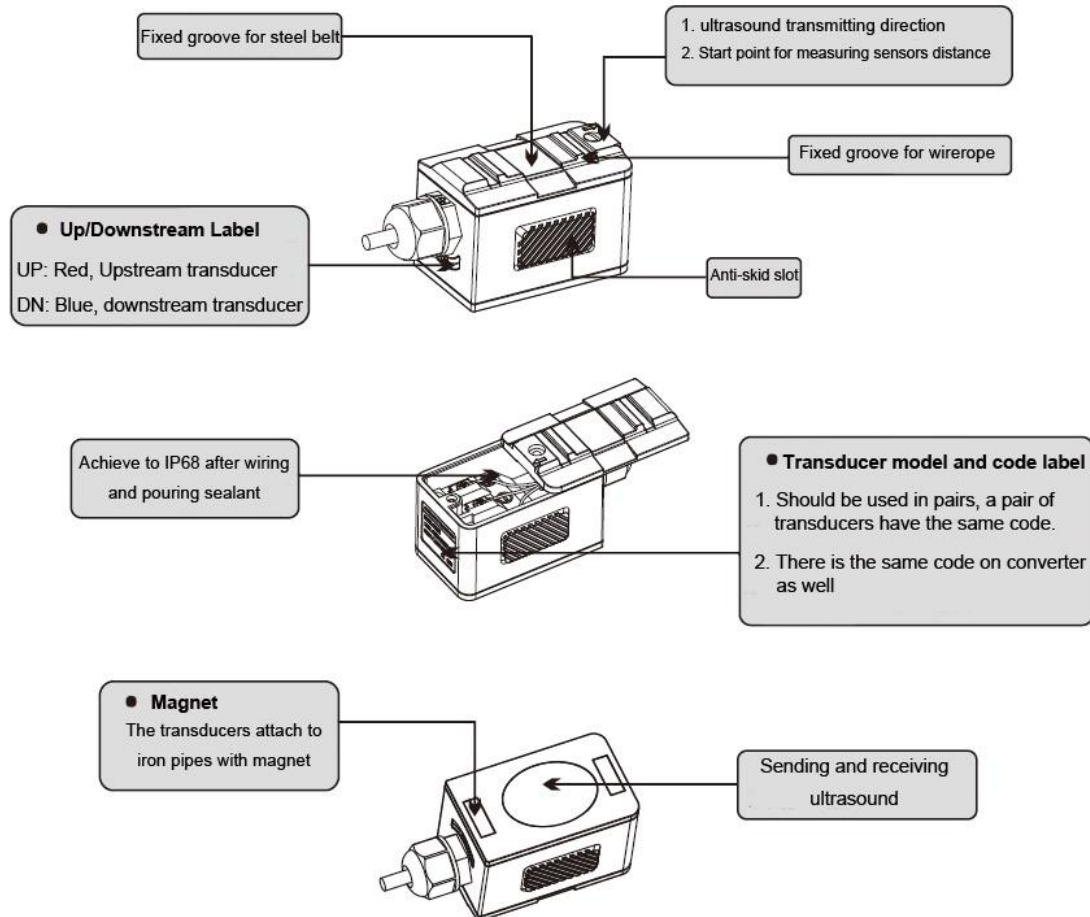 Fixed groove for steel belt
1. ultrasound transmitting direction
2. Start point for measuring sensors distance
Fixed groove for wirerope
● Up/Downstream Label
UP: Red, Upstream transducer
DN: Blue, downstream transducer
Anti-skid slot
Achieve to IP68 after wiring
and pouring sealant
● Transducer model and code label
1. Should be used in pairs, a pair of
transducers have the same code.
2. There is the same code on converter
as well
● Magnet
The transducers attach to
iron pipes with magnet
Sending and receiving
ultrasound